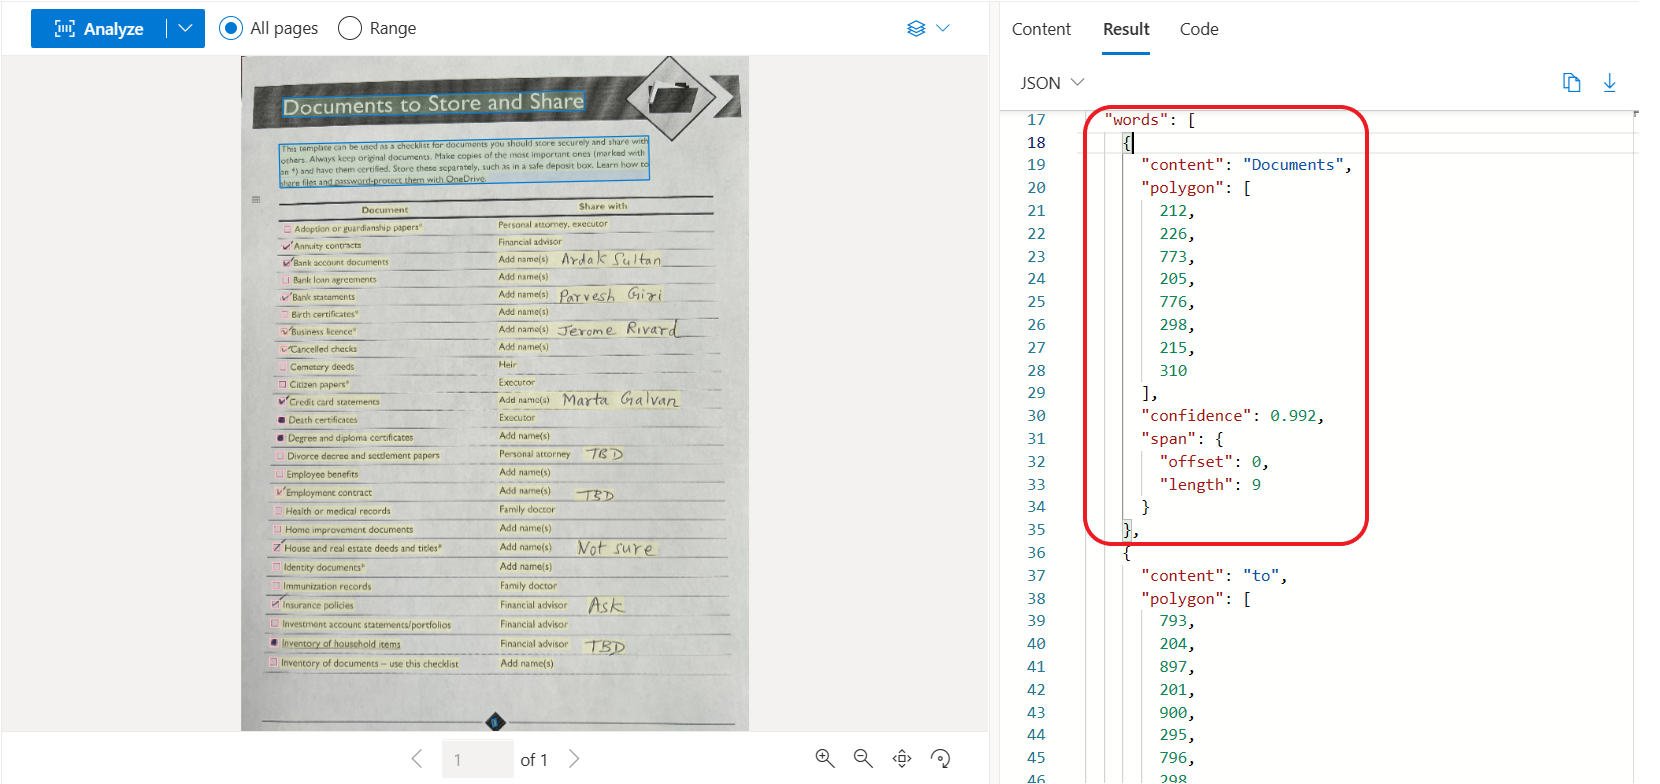 Analyze
All pages
Range
Content
Result
Code
JSON
Documents to Store and Share
This template can be used as a checklist for documents you should store securely and share with
others. Always keep original documents. Make copies of the most important ones (marked with
an *) and have them certified. Store these separately, such as in a safe deposit box. Learn how to
share files and password-protect them with OneDrive.
Document Share with
Adoption or guardianship papers* Personal attorney, executor
Annuity contracts Financial advisor
Bank account documents Add name(s) Ardak Sultan
Bank loan agreements Add name(s)
Bank statements Add name(s) Parvesh Giri
Birth certificates* Add name(s)
Business licence* Add name(s) Jerome Rivard
Cancelled checks Add name(s)
Cemetery deeds Heir
Citizen papers* Executor
Credit card statements Add name(s) Marta Galvan
Death certificates Executor
Degree and diploma certificates Add name(s)
Divorce decree and settlement papers Personal attorney TBD
Employee benefits Add name(s)
Employment contract Add name(s) TBD
Health or medical records Family doctor
Home improvement documents Add name(s)
House and real estate deeds and titles* Add name(s) Not sure
Identity documents* Add name(s)
Immunization records Family doctor
Insurance policies Financial advisor Ask
Investment account statements/portfolios Financial advisor
Inventory of household items Financial advisor TBD
Inventory of documents – use this checklist Add name(s)
1 of 1
17 "words": [
18 {
19 "content": "Documents",
20 "polygon": [
21 212,
22 226,
23 773,
24 205,
25 776,
26 298,
27 215,
28 310
29 ],
30 "confidence": 0.992,
31 "span": {
32 "offset": 0,
33 "length": 9
34 }
35 },
36 {
37 "content": "to",
38 "polygon": [
39 793,
40 204,
41 897,
42 201,
43 900,
44 295,
45 796,
46 298